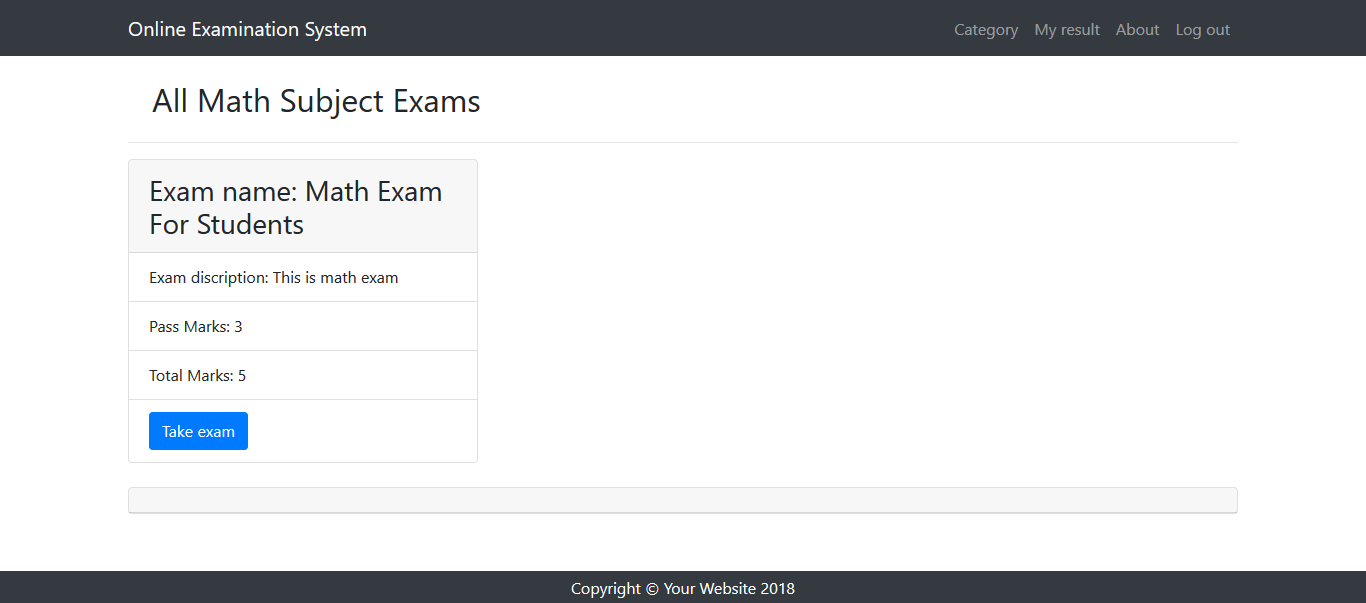 Online Examination System
Category
My result
About
Log out
All Math Subject Exams
Exam name: Math Exam
For Students
Exam discription: This is math exam
Pass Marks: 3
Total Marks: 5
Take exam
Copyright © Your Website 2018